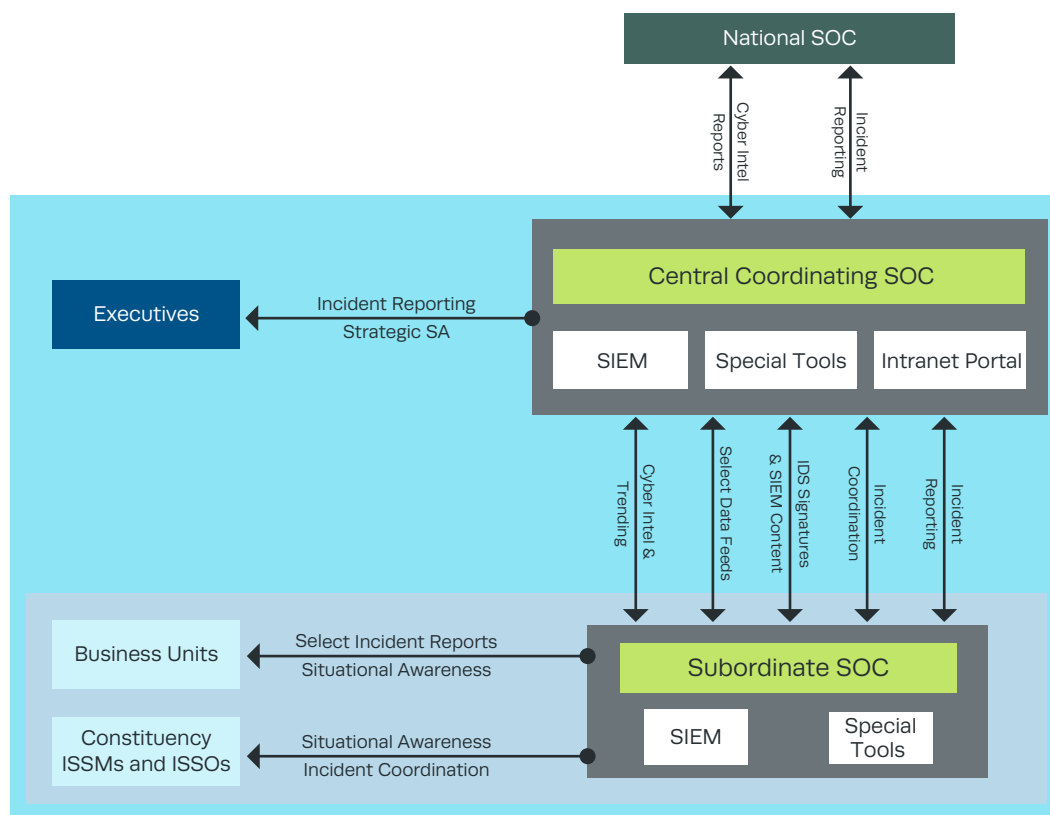 National SOC
Cyber Intel
Reports
Incident
Reporting
Central Coordinating SOC
Executives
Incident Reporting
Strategic SA
SIEM
Special Tools
Intranet Portal
Cyber Intel &
Trending
Select Data Feeds
IDS Signatures
& SIEM Content
Incident
Coordination
Incident
Reporting
Business Units
Select Incident Reports
Situational Awareness
Subordinate SOC
Constituency
ISSMs and ISSOs
Situational Awareness
Incident Coordination
SIEM
Special
Tools